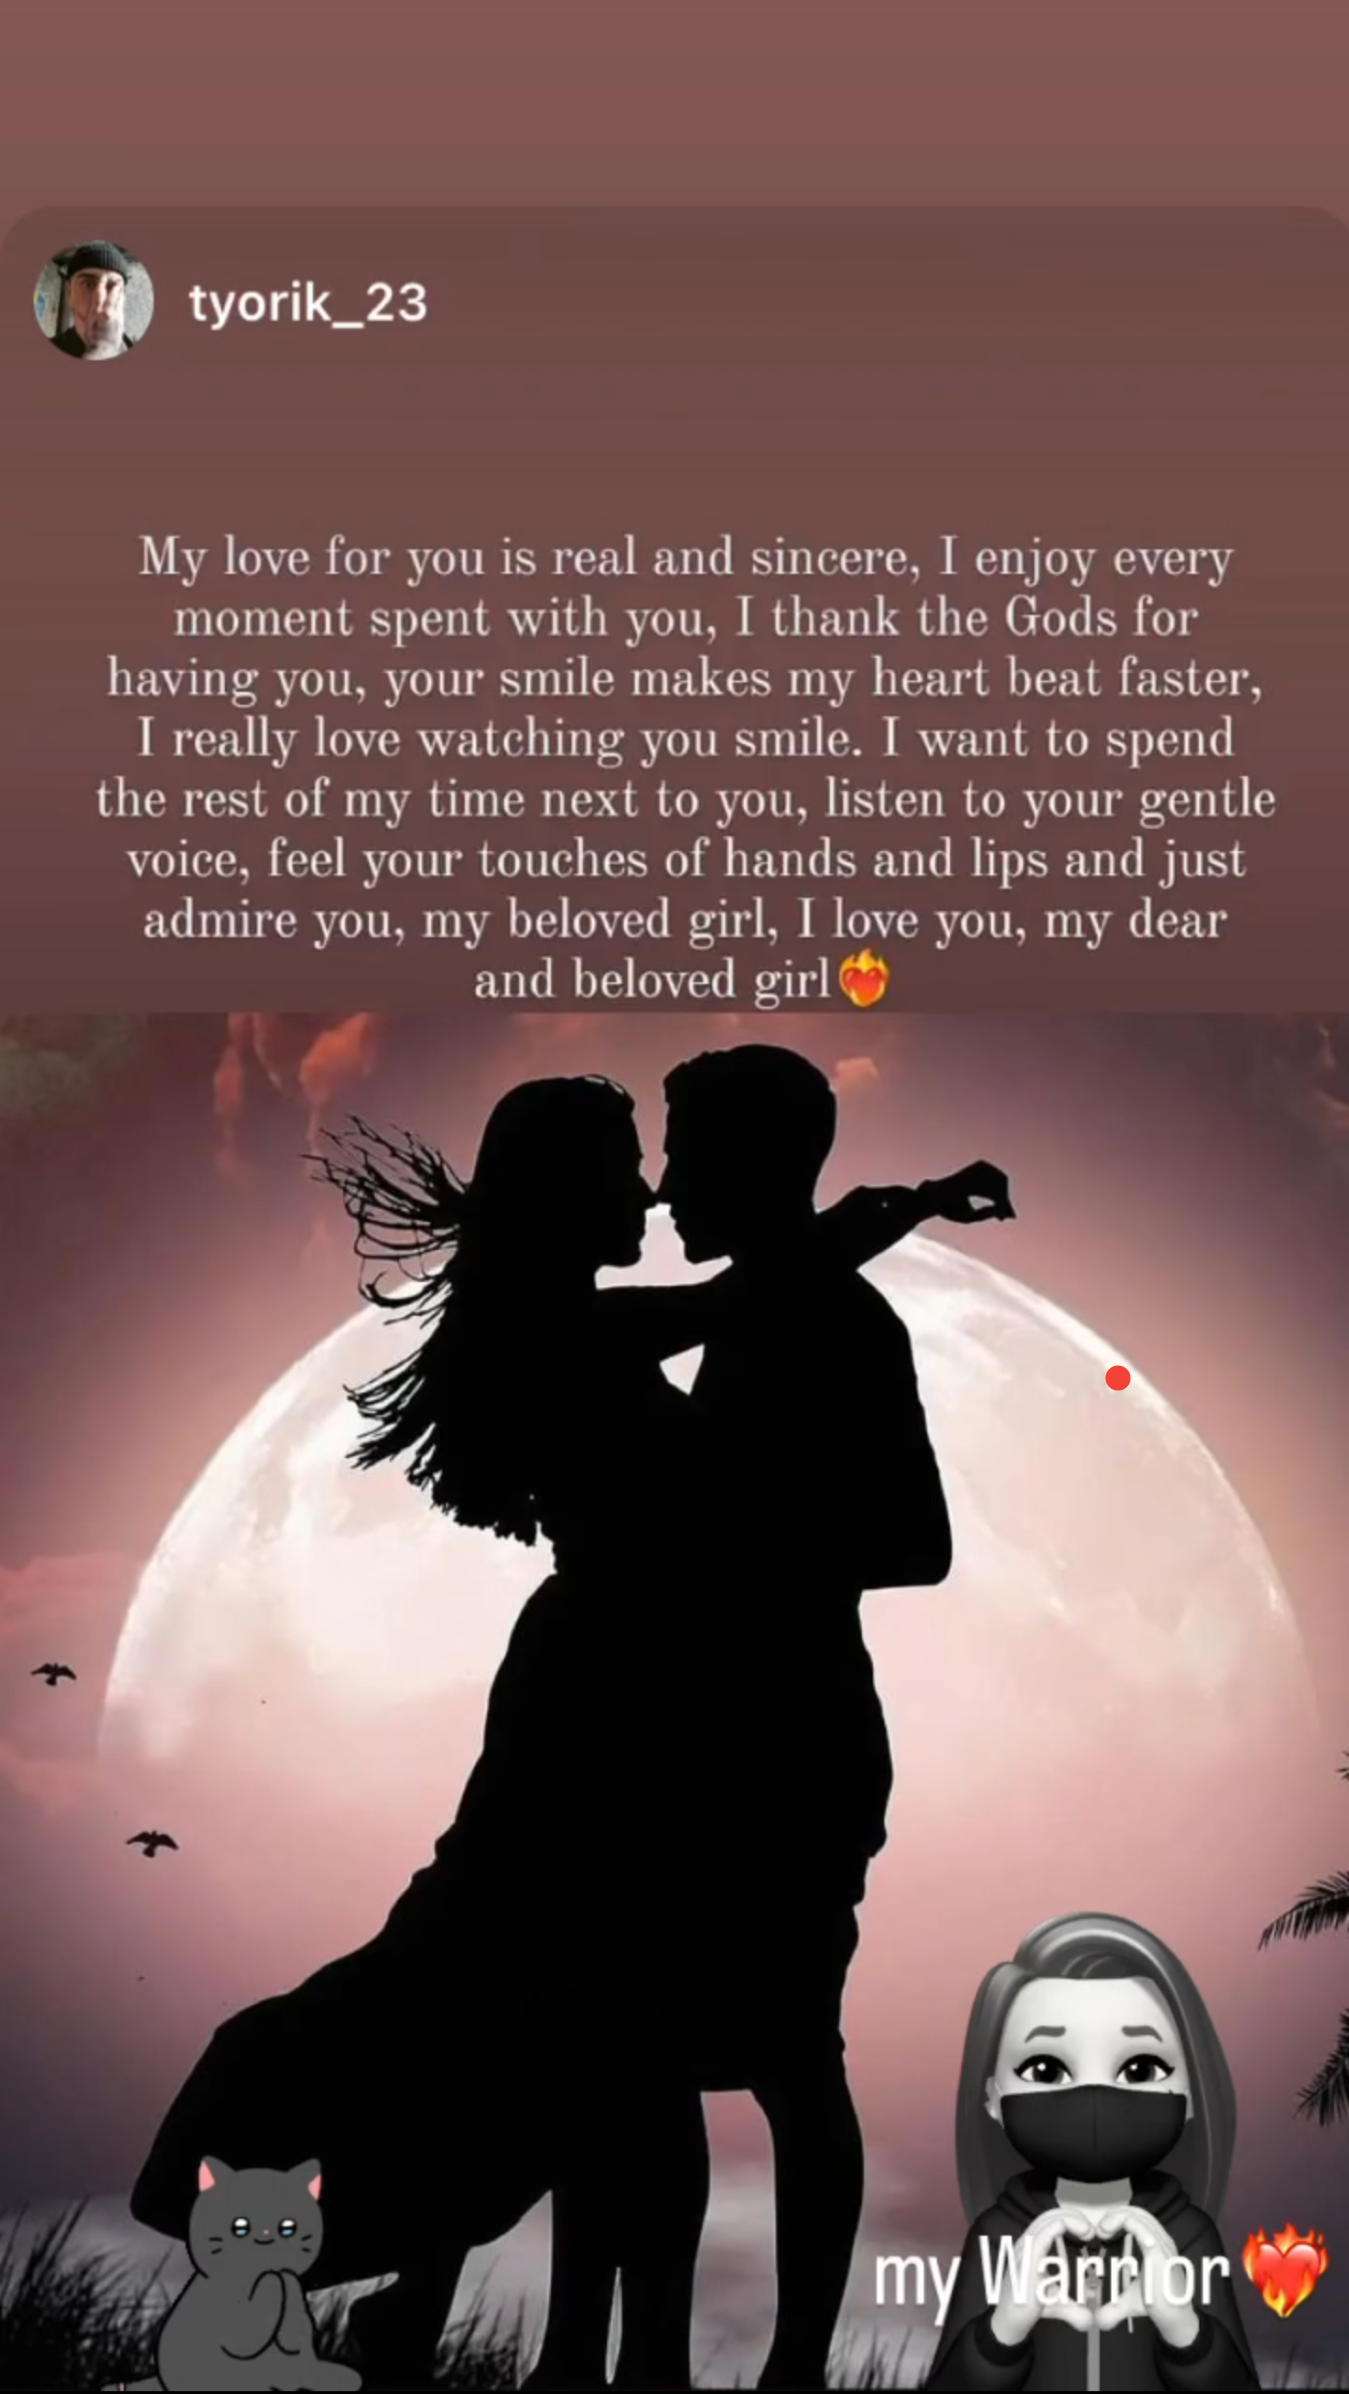 tyorik_23
My love for you is real and sincere, I enjoy every
moment spent with you, I thank the Gods for
having you, your smile makes my heart beat faster,
I really love watching you smile. I want to spend
the rest of my time next to you, listen to your gentle
voice, feel your touches of hands and lips and just
admire you, my beloved girl, I love you, my dear
and beloved girl❤️‍🔥
my Warrior❤️‍🔥